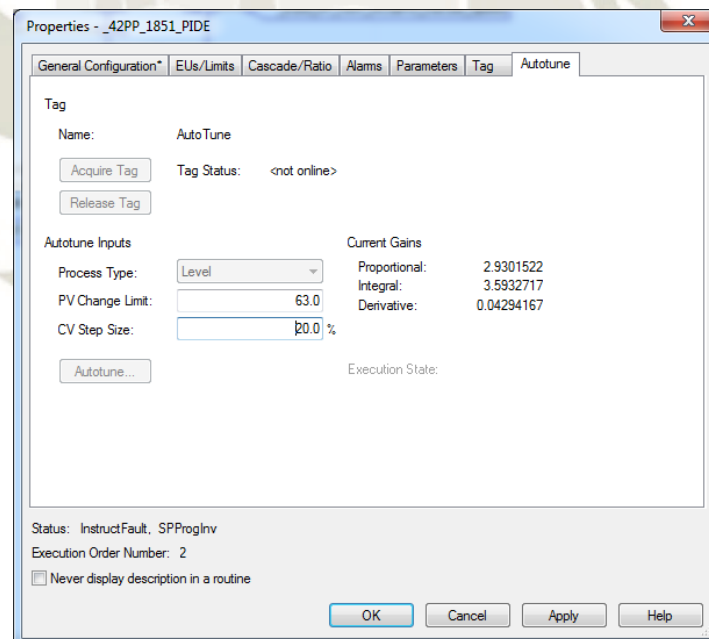 Properties - _42PP_1851_PIDE
General Configuration* EUs/Limits Cascade/Ratio Alarms Parameters Tag Autotune
Tag
Name: AutoTune
Acquire Tag Tag Status: <not online>
Release Tag
Autotune Inputs Current Gains
Process Type: Level Proportional: 2.9301522
PV Change Limit: 63.0 Integral: 3.5932717
CV Step Size: 20.0 % Derivative: 0.04294167
Autotune... Execution State:
Status: InstructFault, SPProgInv
Execution Order Number: 2
Never display description in a routine
OK Cancel Apply Help